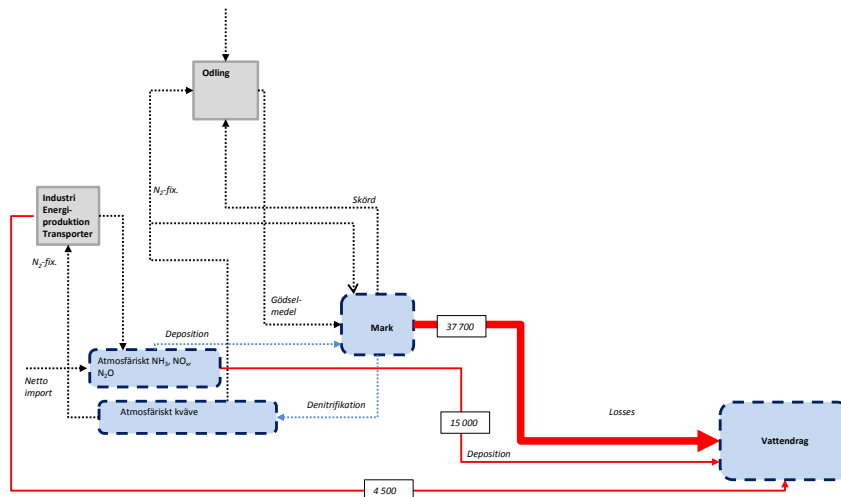 Odling
N₂-fix.
Skörd
Industri
Energi-
produktion
Transporter
N₂-fix.
Gödsel-
medel
Mark
37 700
Deposition
Atmosfäriskt NH₃, NOₓ,
N₂O
Netto
import
Atmosfäriskt kväve
Denitrifikation
15 000
Losses
Vattendrag
Deposition
4 500